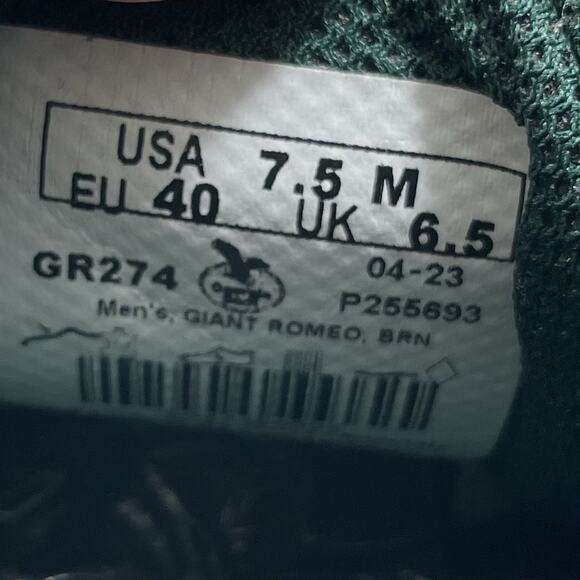 USA 7.5 M
EU 40 UK 6.5
GR274 04-23
P255693
Men's, GIANT ROMEO, BRN